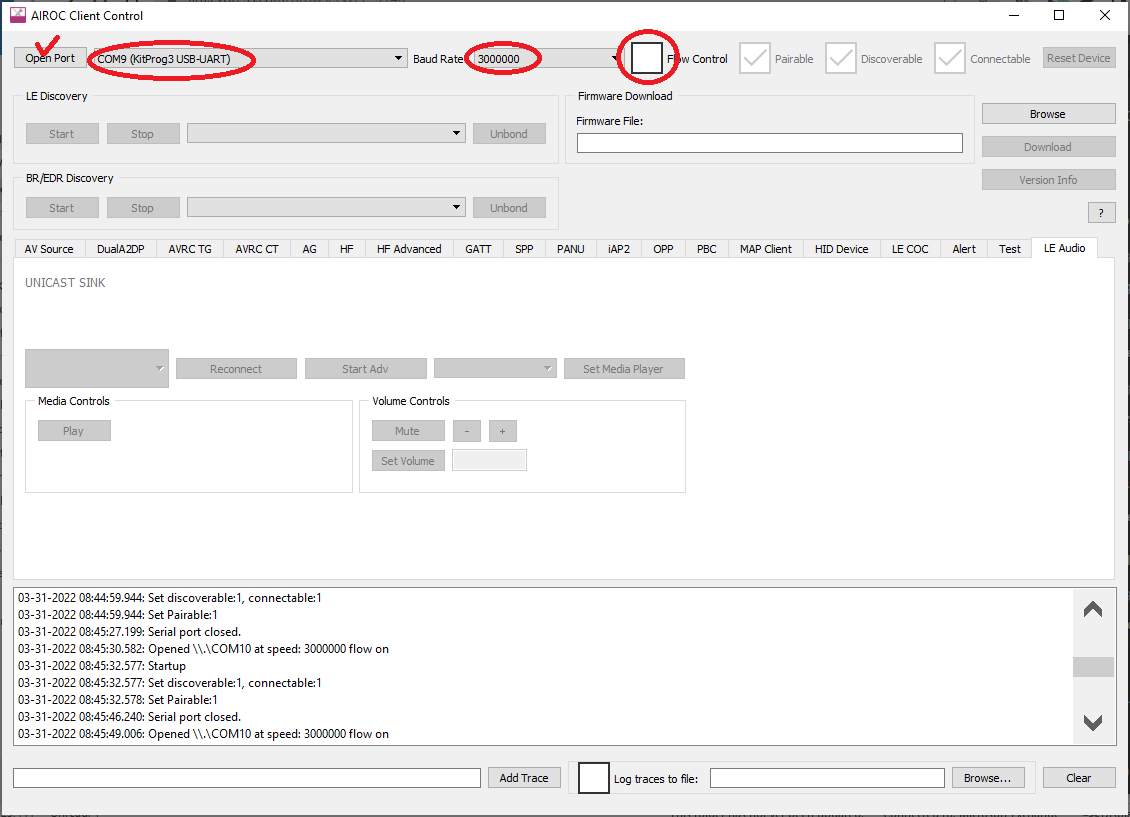 AIROC Client Control
Open Port COM9 (KitProg3 USB-UART) Baud Rate 3000000 Flow Control Pairable Discoverable Connectable Reset Device
LE Discovery
Start Stop Unbond
Firmware Download
Firmware File:
Browse
Download
Version Info
?
BR/EDR Discovery
Start Stop Unbond
AV Source DualA2DP AVRC TG AVRC CT AG HF HF Advanced GATT SPP PANU iAP2 OPP PBC MAP Client HID Device LE COC Alert Test LE Audio
UNICAST SINK
Reconnect Start Adv Set Media Player
Media Controls
Play
Volume Controls
Mute - +
Set Volume
03-31-2022 08:44:59.944: Set discoverable:1, connectable:1
03-31-2022 08:44:59.944: Set Pairable:1
03-31-2022 08:45:27.199: Serial port closed.
03-31-2022 08:45:30.582: Opened \\.\COM10 at speed: 3000000 flow on
03-31-2022 08:45:32.577: Startup
03-31-2022 08:45:32.577: Set discoverable:1, connectable:1
03-31-2022 08:45:32.578: Set Pairable:1
03-31-2022 08:45:46.240: Serial port closed.
03-31-2022 08:45:49.006: Opened \\.\COM10 at speed: 3000000 flow on
Add Trace Log traces to file: Browse... Clear